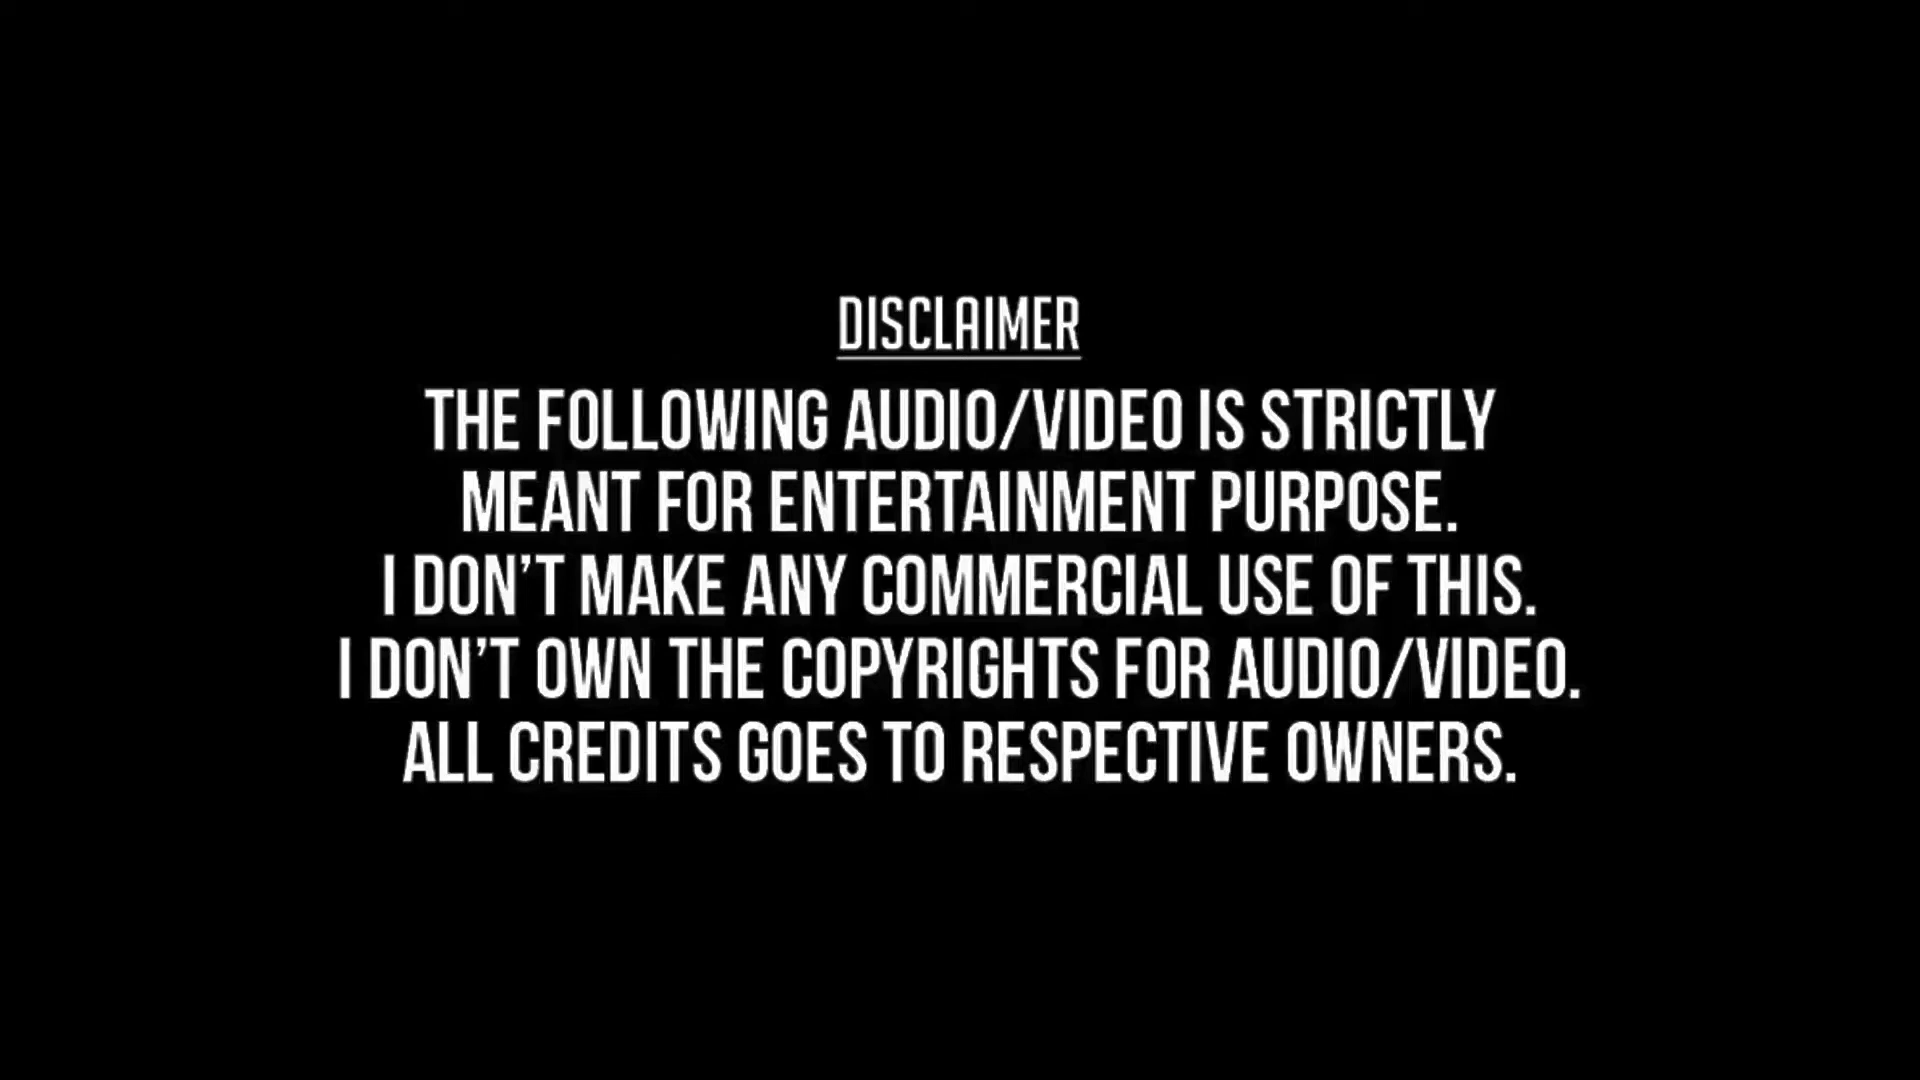 DISCLAIMER
THE FOLLOWING AUDIO/VIDEO IS STRICTLY
MEANT FOR ENTERTAINMENT PURPOSE.
I DON’T MAKE ANY COMMERCIAL USE OF THIS.
I DON’T OWN THE COPYRIGHTS FOR AUDIO/VIDEO.
ALL CREDITS GOES TO RESPECTIVE OWNERS.